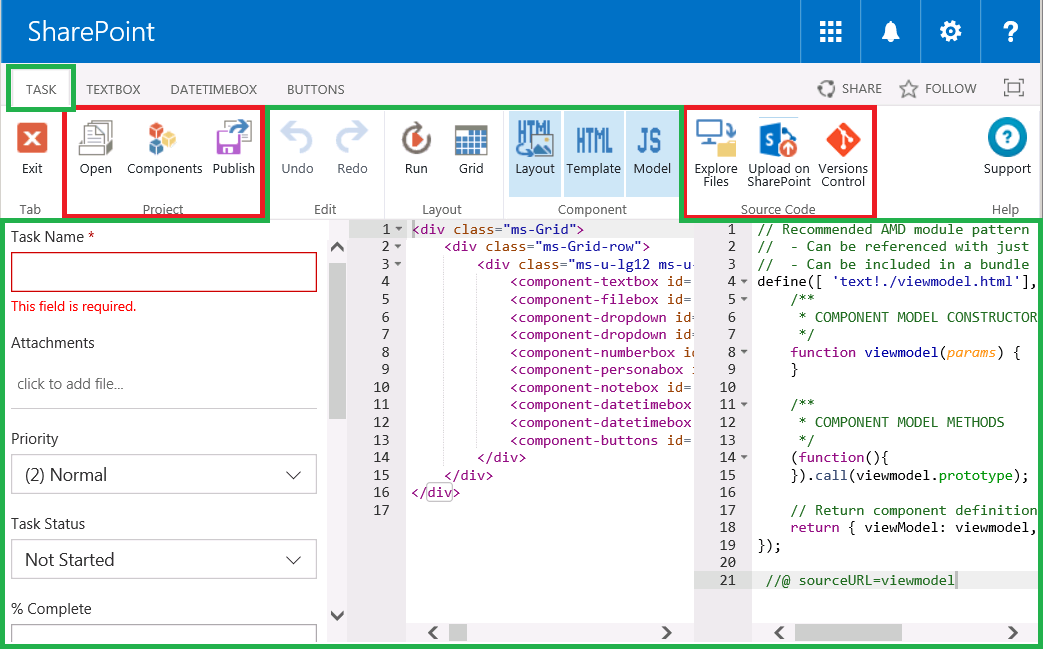 SharePoint
?
TASK TEXTBOX DATETIMEBOX BUTTONS SHARE FOLLOW
Exit Open Components Publish Undo Redo Run Grid HTML Layout HTML Template JS Model Explore Files Upload on SharePoint Versions Control ? Support
Tab Project Edit Layout Component Source Code Help
Task Name *
This field is required.
Attachments
click to add file...
Priority
(2) Normal
Task Status
Not Started
% Complete
1 <div class="ms-Grid">
2 <div class="ms-Grid-row">
3 <div class="ms-u-lg12 ms-u-
4 <component-textbox id=
5 <component-filebox id=
6 <component-dropdown id=
7 <component-dropdown id=
8 <component-numberbox id
9 <component-personabox i
10 <component-notebox id=
11 <component-datetimebox
12 <component-datetimebox
13 <component-buttons id=
14 </div>
15 </div>
16 </div>
17
1 // Recommended AMD module pattern
2 // - Can be referenced with just
3 // - Can be included in a bundle
4 define([ 'text!./viewmodel.html'],
5 /**
6 * COMPONENT MODEL CONSTRUCTOR
7 */
8 function viewmodel(params) {
9 }
10
11 /**
12 * COMPONENT MODEL METHODS
13 */
14 (function(){
15 }).call(viewmodel.prototype);
16
17 // Return component definition
18 return { viewModel: viewmodel,
19 });
20
21 //@ sourceURL=viewmodel